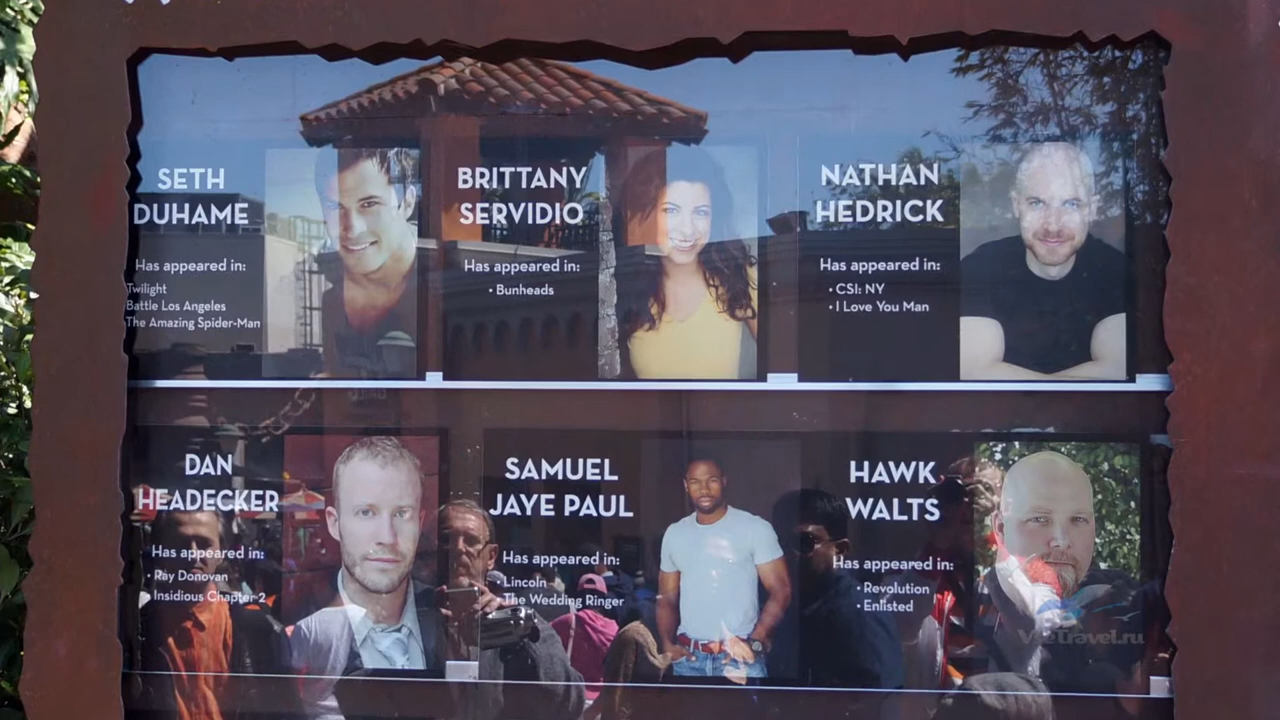 SETH
DUHAME
Has appeared in:
Twilight
Battle Los Angeles
The Amazing Spider-Man
BRITTANY
SERVIDIO
Has appeared in:
• Bunheads
NATHAN
HEDRICK
Has appeared in:
• CSI: NY
• I Love You Man
DAN
HEADECKER
Has appeared in:
• Ray Donovan
• Insidious Chapter 2
SAMUEL
JAYE PAUL
Has appeared in:
• Lincoln
• The Wedding Ringer
HAWK
WALTS
Has appeared in:
• Revolution
• Enlisted